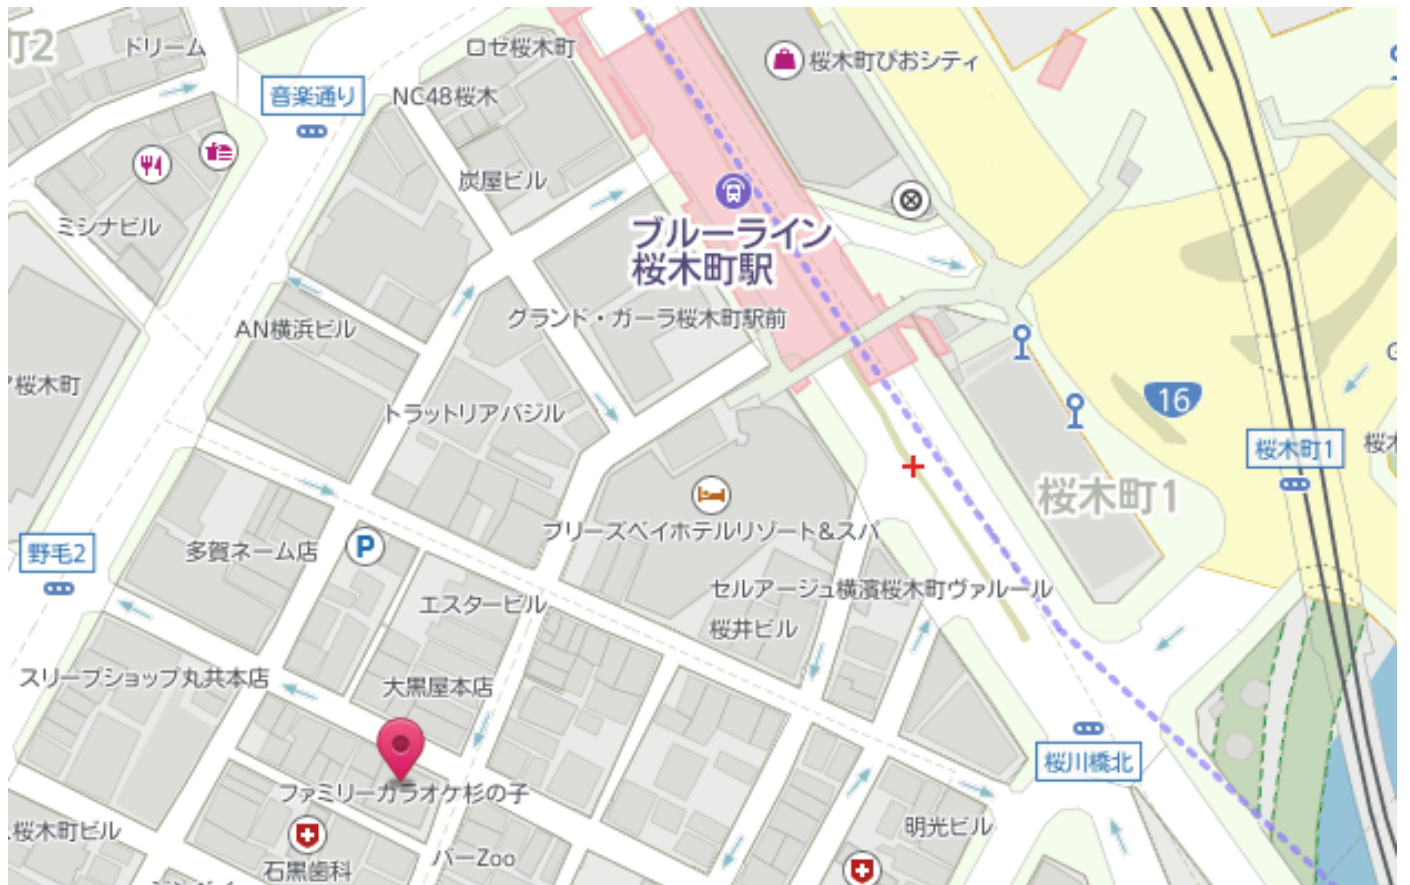 町2
ドリーム
ロゼ桜木町
桜木町ぴおシティ
音楽通り
NC48桜木
炭屋ビル
ミシナビル
ブルーライン
桜木町駅
AN横浜ビル
グランド・ガーラ桜木町駅前
桜木町
トラットリアバジル
16
桜木町1
桜木
桜木町1
ブリーズベイホテルリゾート&スパ
野毛2
多賀ネーム店
P
エスタービル
セルアージュ横濱桜木町ヴァルール
桜井ビル
スリープショップ丸共本店
大黒屋本店
桜川橋北
ファミリーカラオケ杉の子
桜木町ビル
明光ビル
バーZoo
石黒歯科